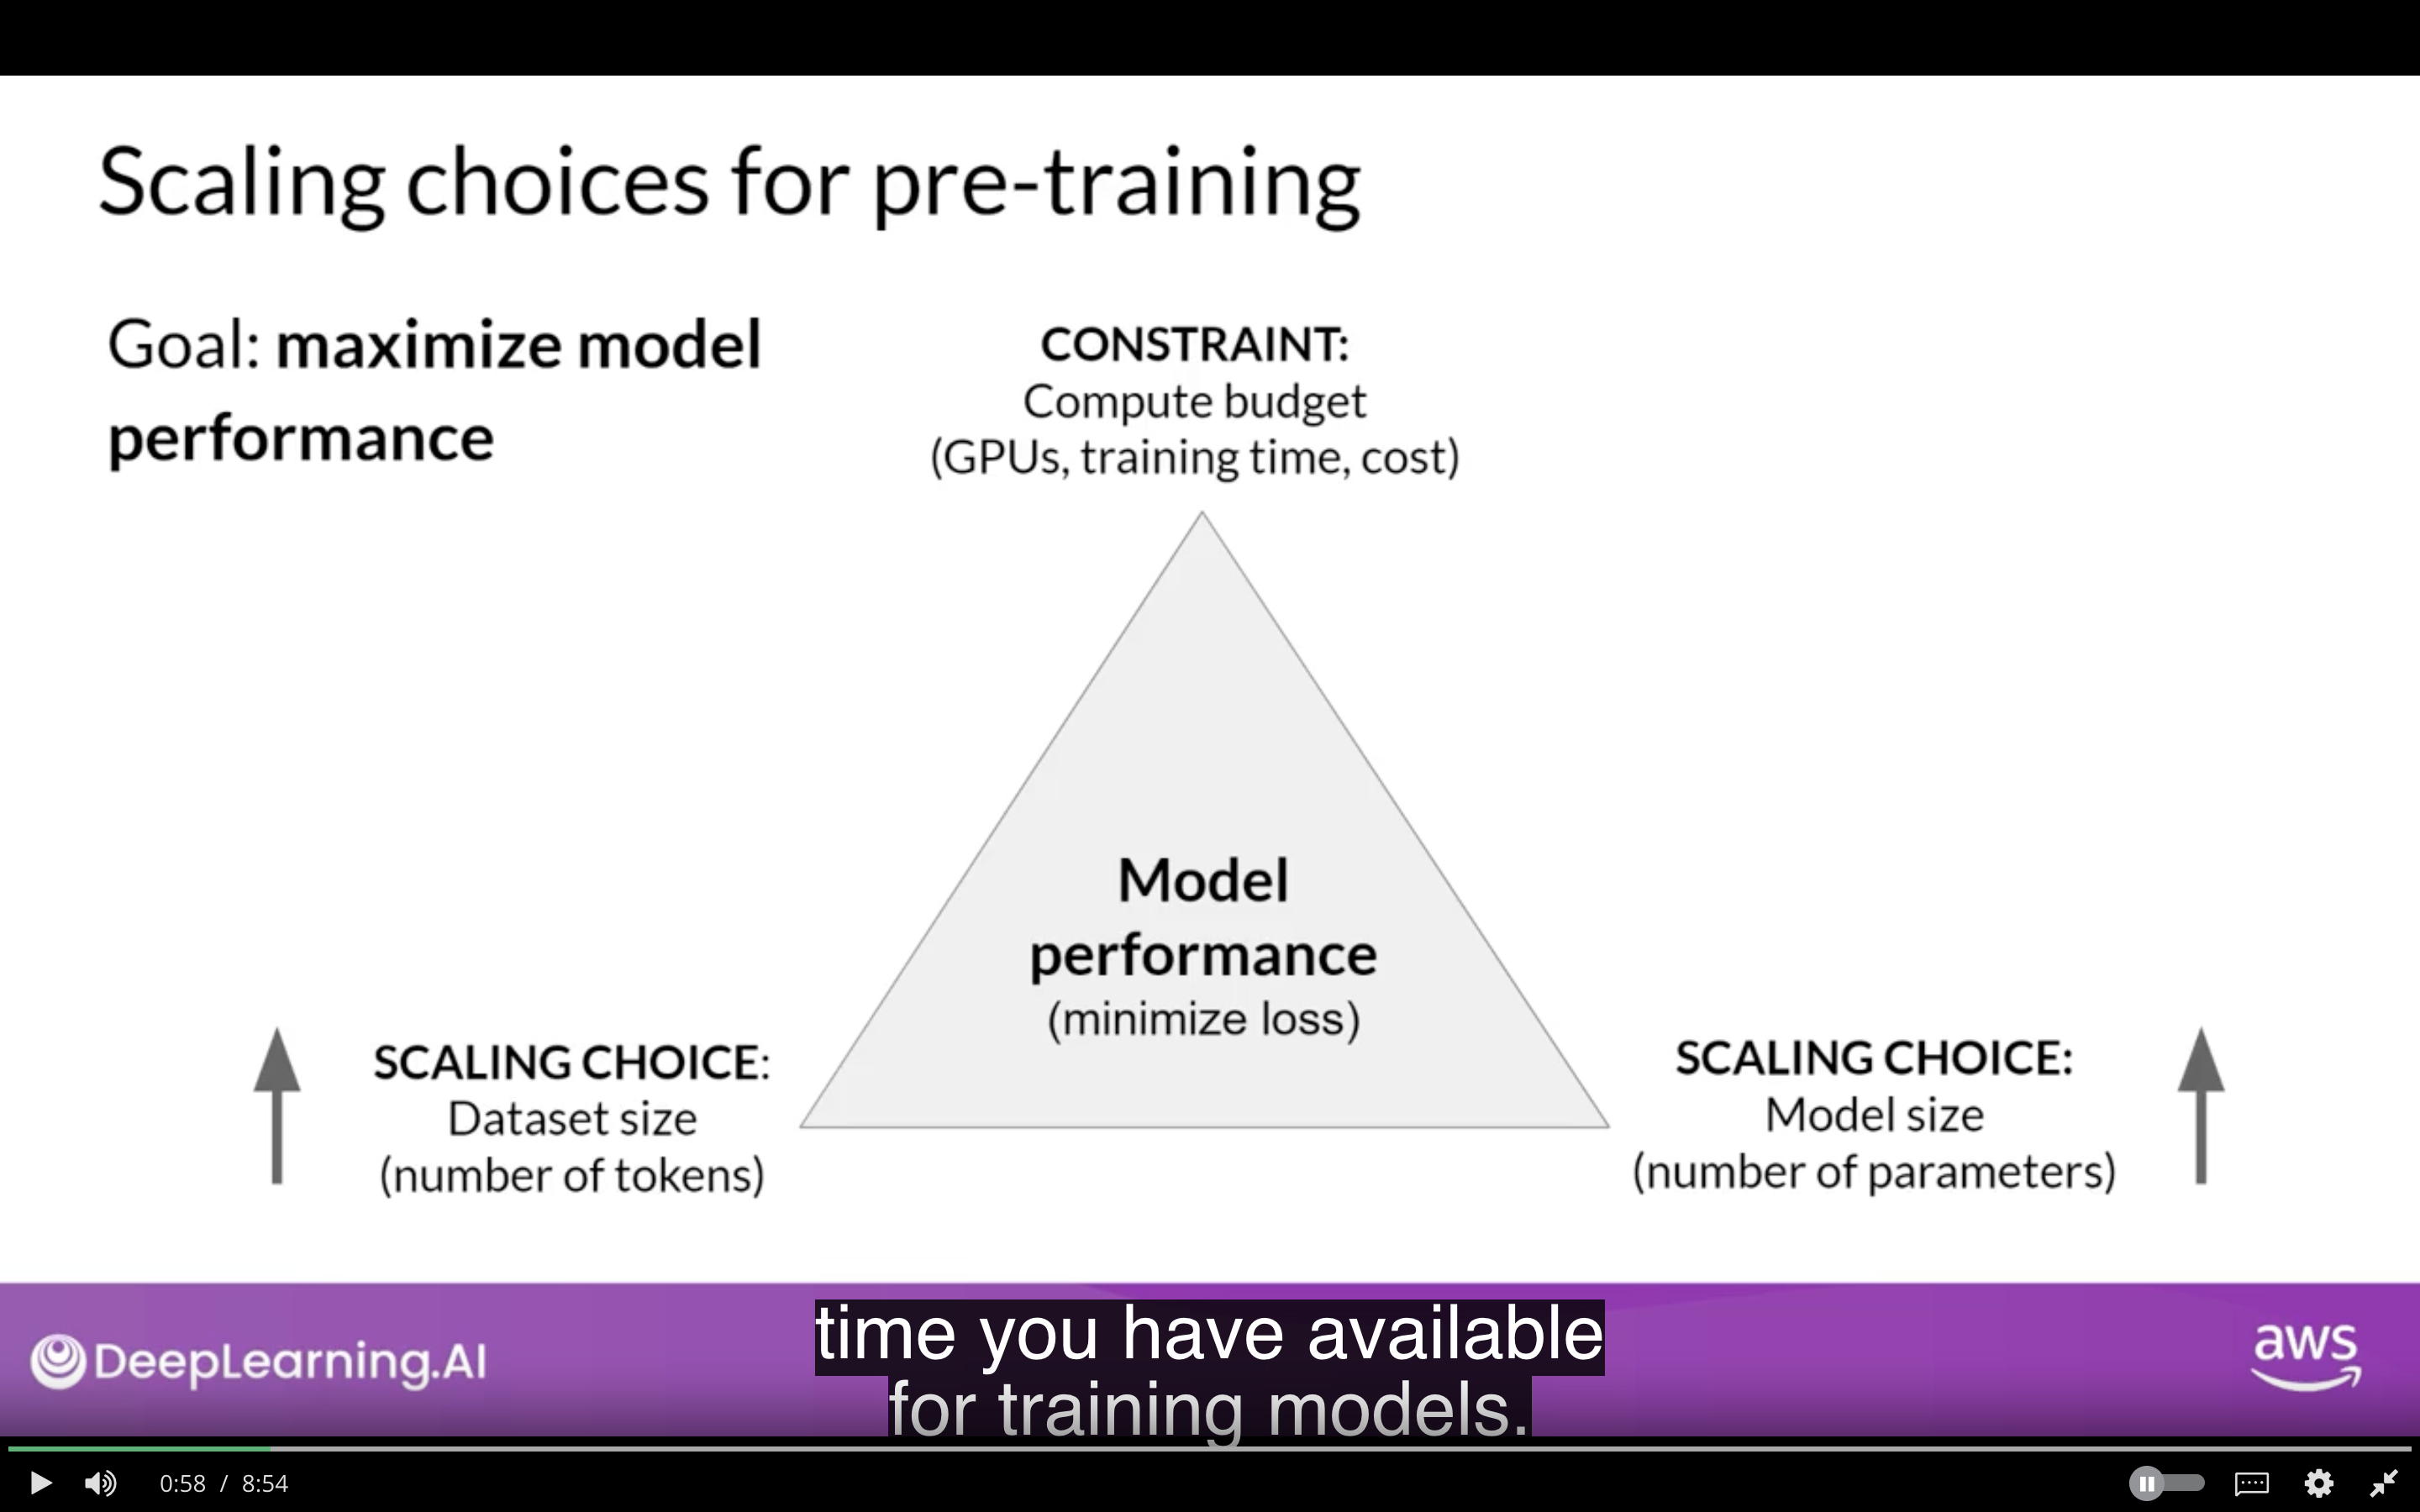 Scaling choices for pre-training
Goal: maximize model
performance
CONSTRAINT:
Compute budget
(GPUs, training time, cost)
Model
performance
(minimize loss)
SCALING CHOICE:
Dataset size
(number of tokens)
SCALING CHOICE:
Model size
(number of parameters)
DeepLearning.AI
time you have available
for training models.
aws
0:58 / 8:54